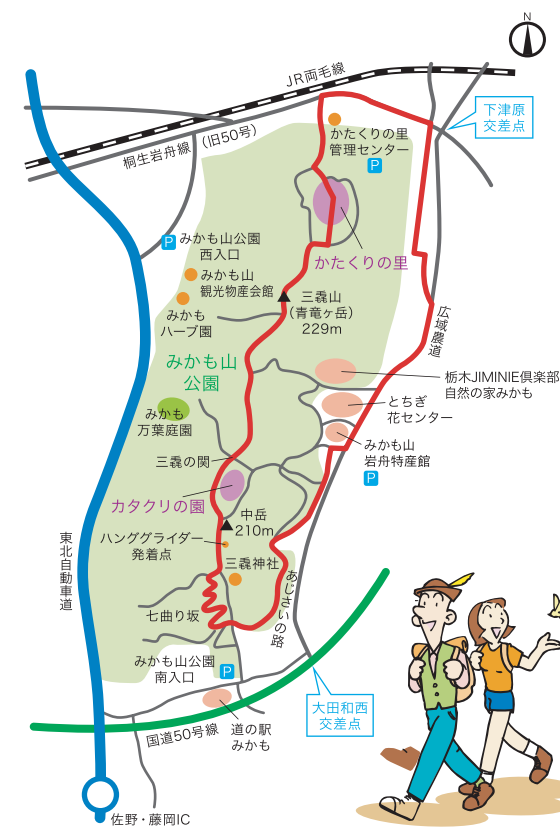 N
JR両毛線
下津原
交差点
桐生岩舟線
(旧50号)
かたくりの里
管理センター
P
P
みかも山公園
西入口
かたくりの里
みかも山
観光物産会館
三毳山
(青竜ヶ岳)
229m
みかも
ハーブ園
広域農道
みかも山
公園
栃木JIMINIE倶楽部
自然の家みかも
とちぎ
花センター
みかも
万葉庭園
みかも山
岩舟特産館
P
三毳の関
カタクリの園
中岳
210m
ハンググライダー
発着点
東北自動車道
三毳神社
あじさいの路
七曲り坂
みかも山公園
南入口
P
大田和西
交差点
国道50号線
道の駅
みかも
佐野・藤岡IC